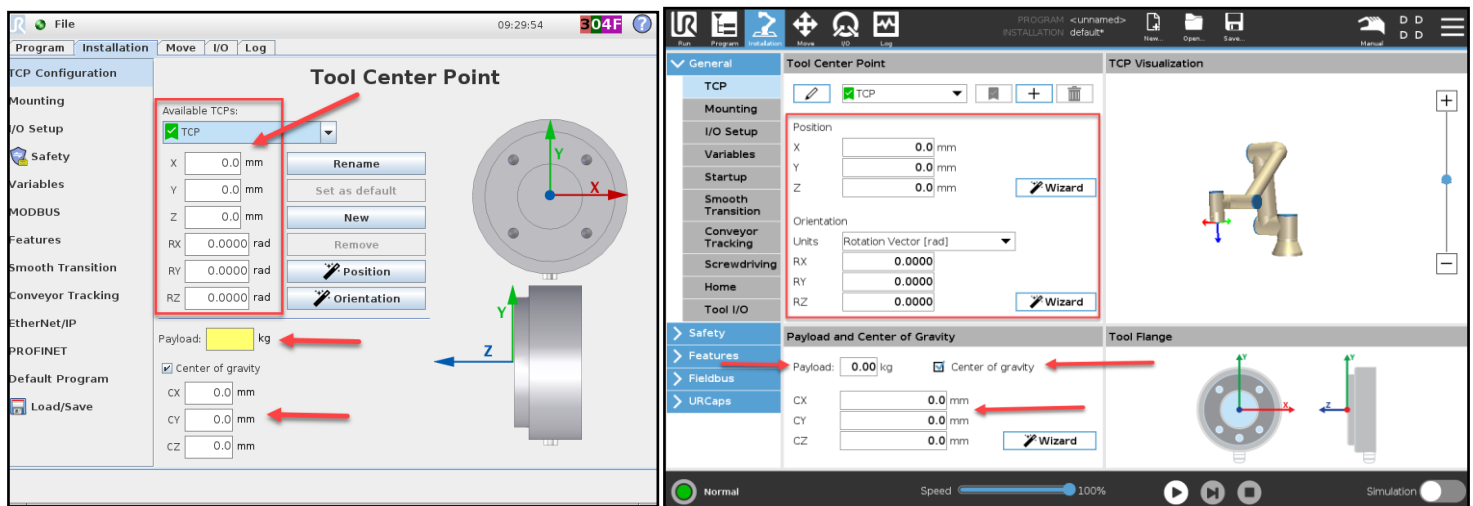 File 09:29:54 304F ?
Program Installation Move I/O Log
TCP Configuration
Mounting
I/O Setup
Safety
Variables
MODBUS
Features
Smooth Transition
Conveyor Tracking
EtherNet/IP
PROFINET
Default Program
Load/Save
Tool Center Point
Available TCPs:
TCP
X 0.0 mm Rename
Y 0.0 mm Set as default
Z 0.0 mm New
RX 0.0000 rad Remove
RY 0.0000 rad Position
RZ 0.0000 rad Orientation
Payload: kg
Center of gravity
CX 0.0 mm
CY 0.0 mm
CZ 0.0 mm
Y
X
Y
Z
UR
Run Program Installation Move I/O Log
PROGRAM <unnamed>
INSTALLATION default*
New... Open... Save...
Manual
D D
D D
General
TCP
Mounting
I/O Setup
Variables
Startup
Smooth
Transition
Conveyor
Tracking
Screwdriving
Home
Tool I/O
Safety
Features
Fieldbus
URCaps
Tool Center Point
TCP
Position
X 0.0 mm
Y 0.0 mm
Z 0.0 mm Wizard
Orientation
Units Rotation Vector [rad]
RX 0.0000
RY 0.0000
RZ 0.0000 Wizard
Payload and Center of Gravity
Payload: 0.00 kg Center of gravity
CX 0.0 mm
CY 0.0 mm
CZ 0.0 mm Wizard
TCP Visualization
Tool Flange
Y
X
Y
Z
Normal Speed 100% Simulation